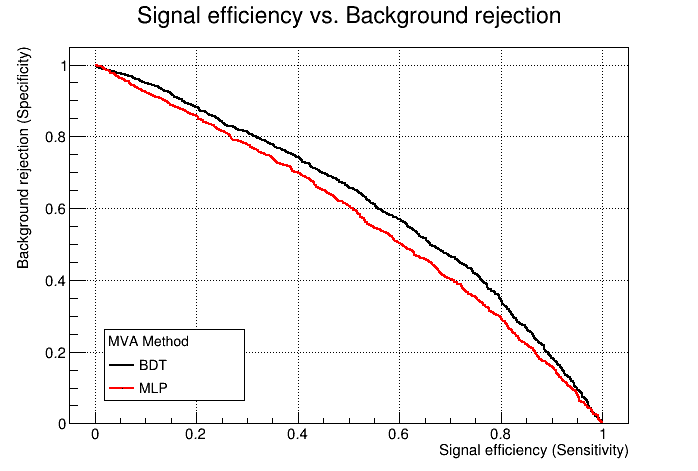 Signal efficiency vs. Background rejection
Background rejection (Specificity)
1
0.8
0.6
0.4
0.2
0
MVA Method
BDT
MLP
0 0.2 0.4 0.6 0.8 1
Signal efficiency (Sensitivity)